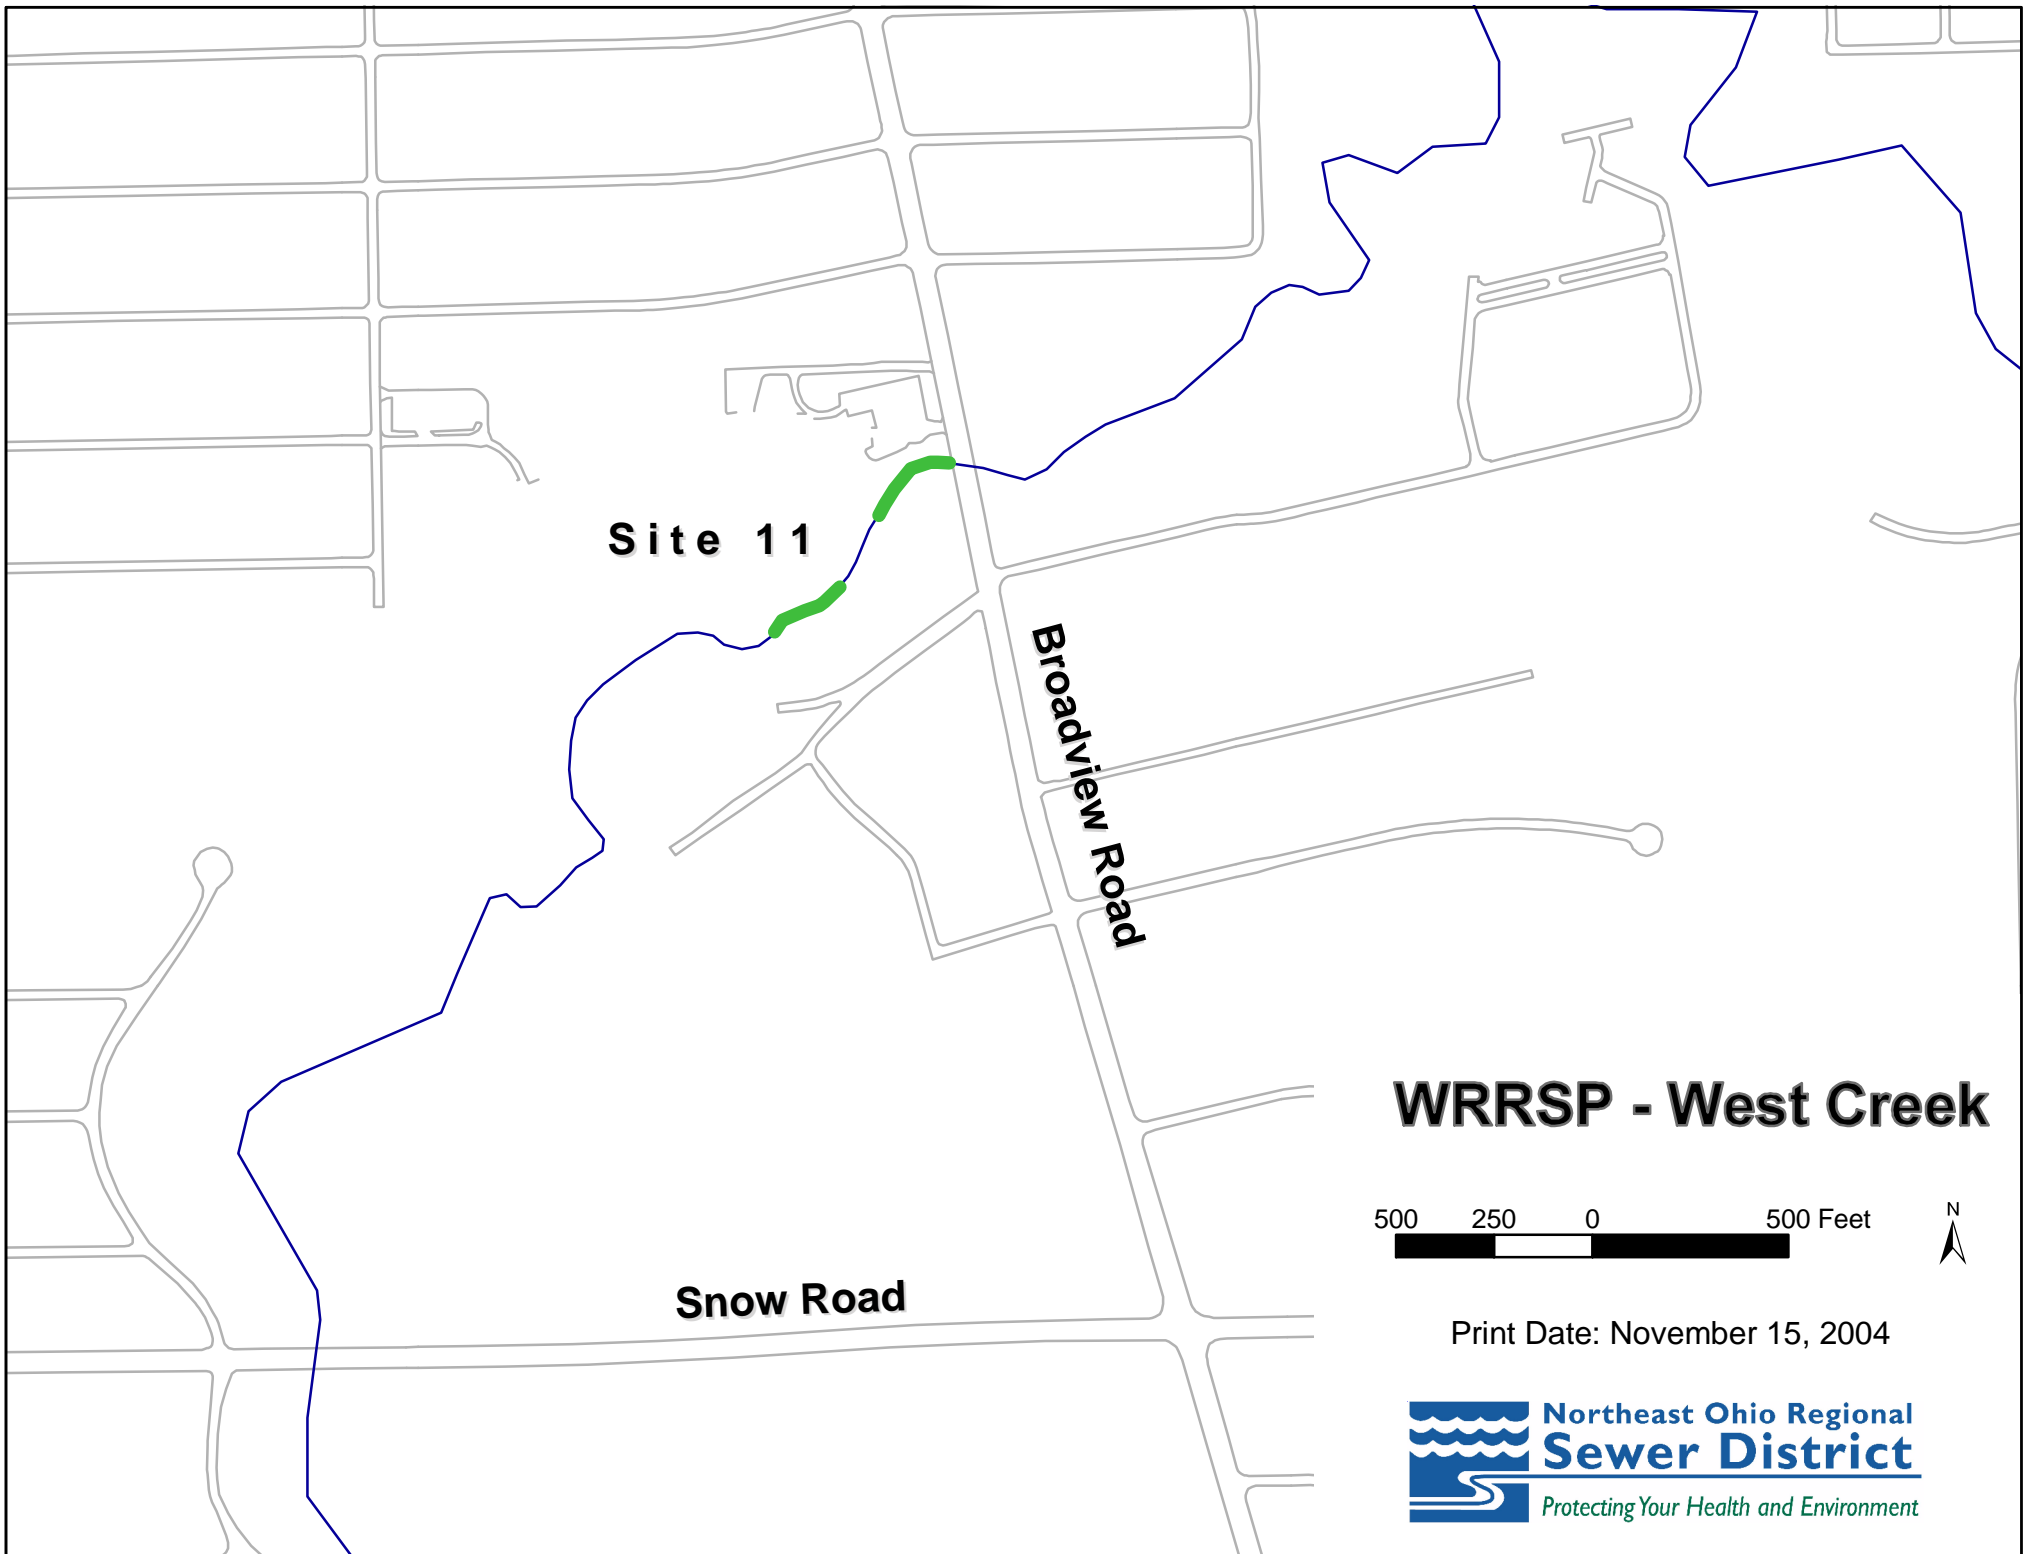 Site 11
Broadview Road
WRRSP - West Creek
500 250 0 500 Feet
N
Snow Road
Print Date: November 15, 2004
Northeast Ohio Regional
Sewer District
Protecting Your Health and Environment